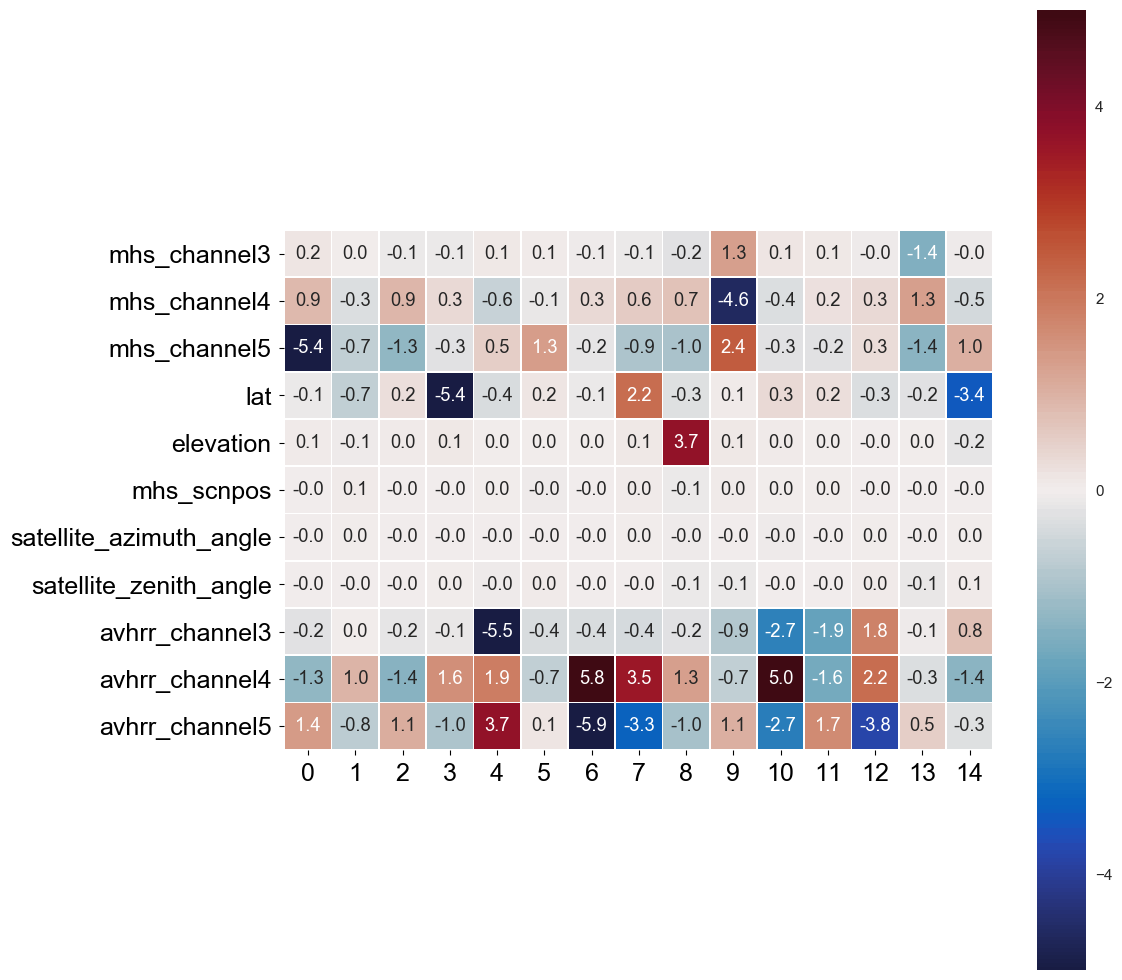 4
2
0
−2
−4
mhs_channel3 0.2 0.0 -0.1 -0.1 0.1 0.1 -0.1 -0.1 -0.2 1.3 0.1 0.1 -0.0 -1.4 -0.0
mhs_channel4 0.9 -0.3 0.9 0.3 -0.6 -0.1 0.3 0.6 0.7 -4.6 -0.4 0.2 0.3 1.3 -0.5
mhs_channel5 -5.4 -0.7 -1.3 -0.3 0.5 1.3 -0.2 -0.9 -1.0 2.4 -0.3 -0.2 0.3 -1.4 1.0
lat -0.1 -0.7 0.2 -5.4 -0.4 0.2 -0.1 2.2 -0.3 0.1 0.3 0.2 -0.3 -0.2 -3.4
elevation 0.1 -0.1 0.0 0.1 0.0 0.0 0.0 0.1 3.7 0.1 0.0 0.0 -0.0 0.0 -0.2
mhs_scnpos -0.0 0.1 -0.0 -0.0 0.0 -0.0 -0.0 0.0 -0.1 0.0 0.0 0.0 -0.0 -0.0 -0.0
satellite_azimuth_angle -0.0 0.0 -0.0 0.0 -0.0 0.0 -0.0 0.0 -0.0 0.0 -0.0 0.0 -0.0 -0.0 0.0
satellite_zenith_angle -0.0 -0.0 -0.0 0.0 -0.0 0.0 -0.0 -0.0 -0.1 -0.1 -0.0 -0.0 0.0 -0.1 0.1
avhrr_channel3 -0.2 0.0 -0.2 -0.1 -5.5 -0.4 -0.4 -0.4 -0.2 -0.9 -2.7 -1.9 1.8 -0.1 0.8
avhrr_channel4 -1.3 1.0 -1.4 1.6 1.9 -0.7 5.8 3.5 1.3 -0.7 5.0 -1.6 2.2 -0.3 -1.4
avhrr_channel5 1.4 -0.8 1.1 -1.0 3.7 0.1 -5.9 -3.3 -1.0 1.1 -2.7 1.7 -3.8 0.5 -0.3
0 1 2 3 4 5 6 7 8 9 10 11 12 13 14